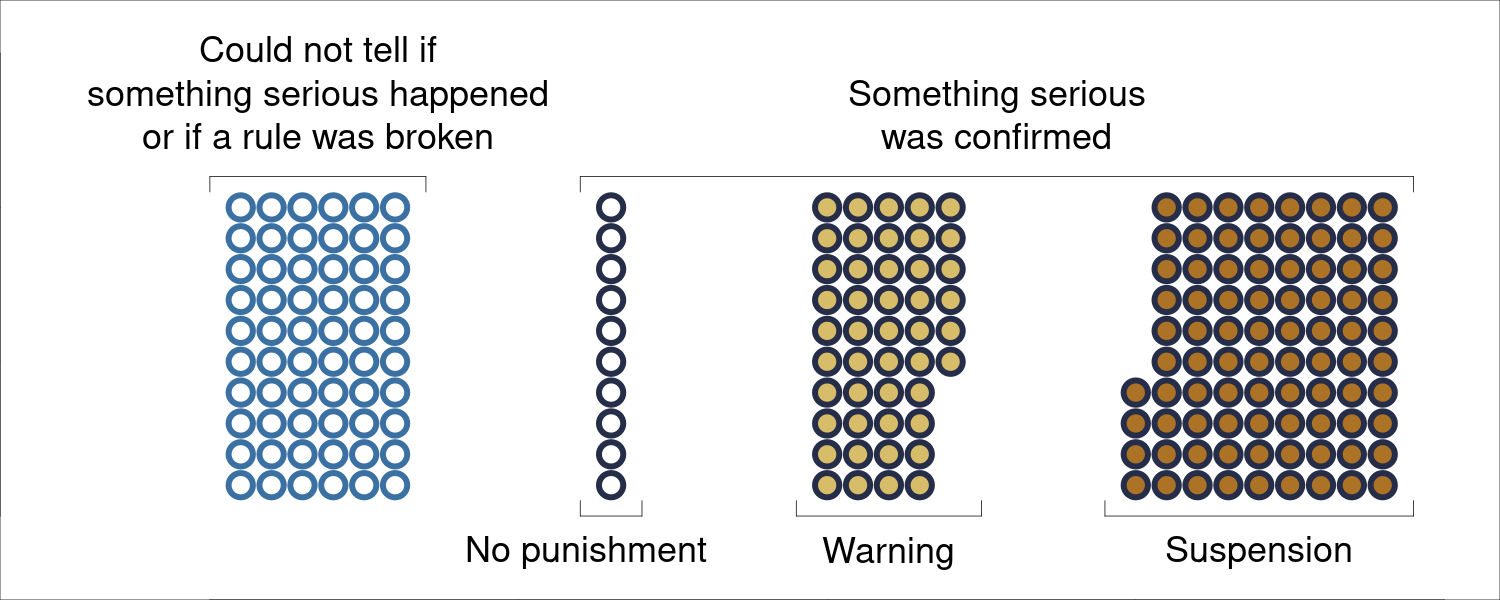 Could not tell if
something serious happened
or if a rule was broken
Something serious
was confirmed
No punishment
Warning
Suspension